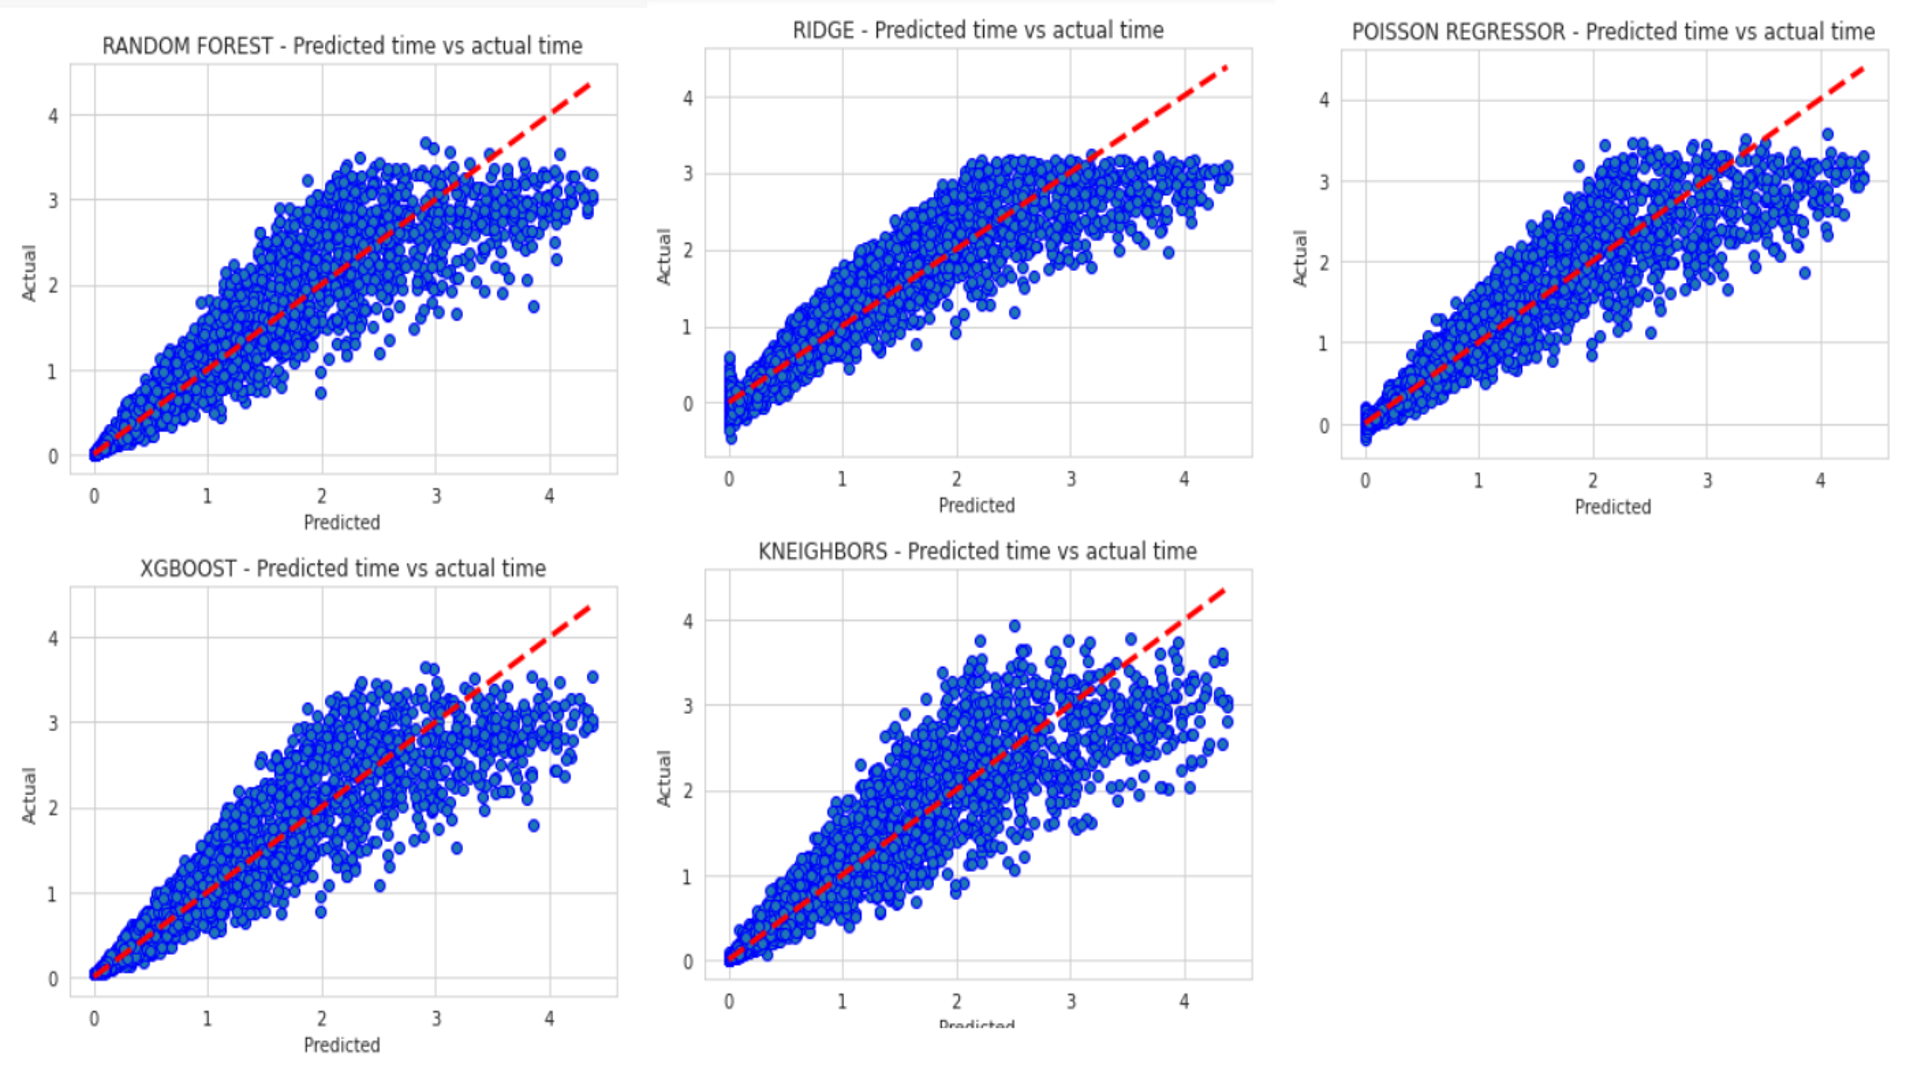 RANDOM FOREST - Predicted time vs actual time
4
3
2
1
0
Actual
0 1 2 3 4
Predicted
RIDGE - Predicted time vs actual time
4
3
2
1
0
Actual
0 1 2 3 4
Predicted
POISSON REGRESSOR - Predicted time vs actual time
4
3
2
1
0
Actual
0 1 2 3 4
Predicted
XGBOOST - Predicted time vs actual time
4
3
2
1
0
Actual
0 1 2 3 4
Predicted
KNEIGHBORS - Predicted time vs actual time
4
3
2
1
0
Actual
0 1 2 3 4
Predicted